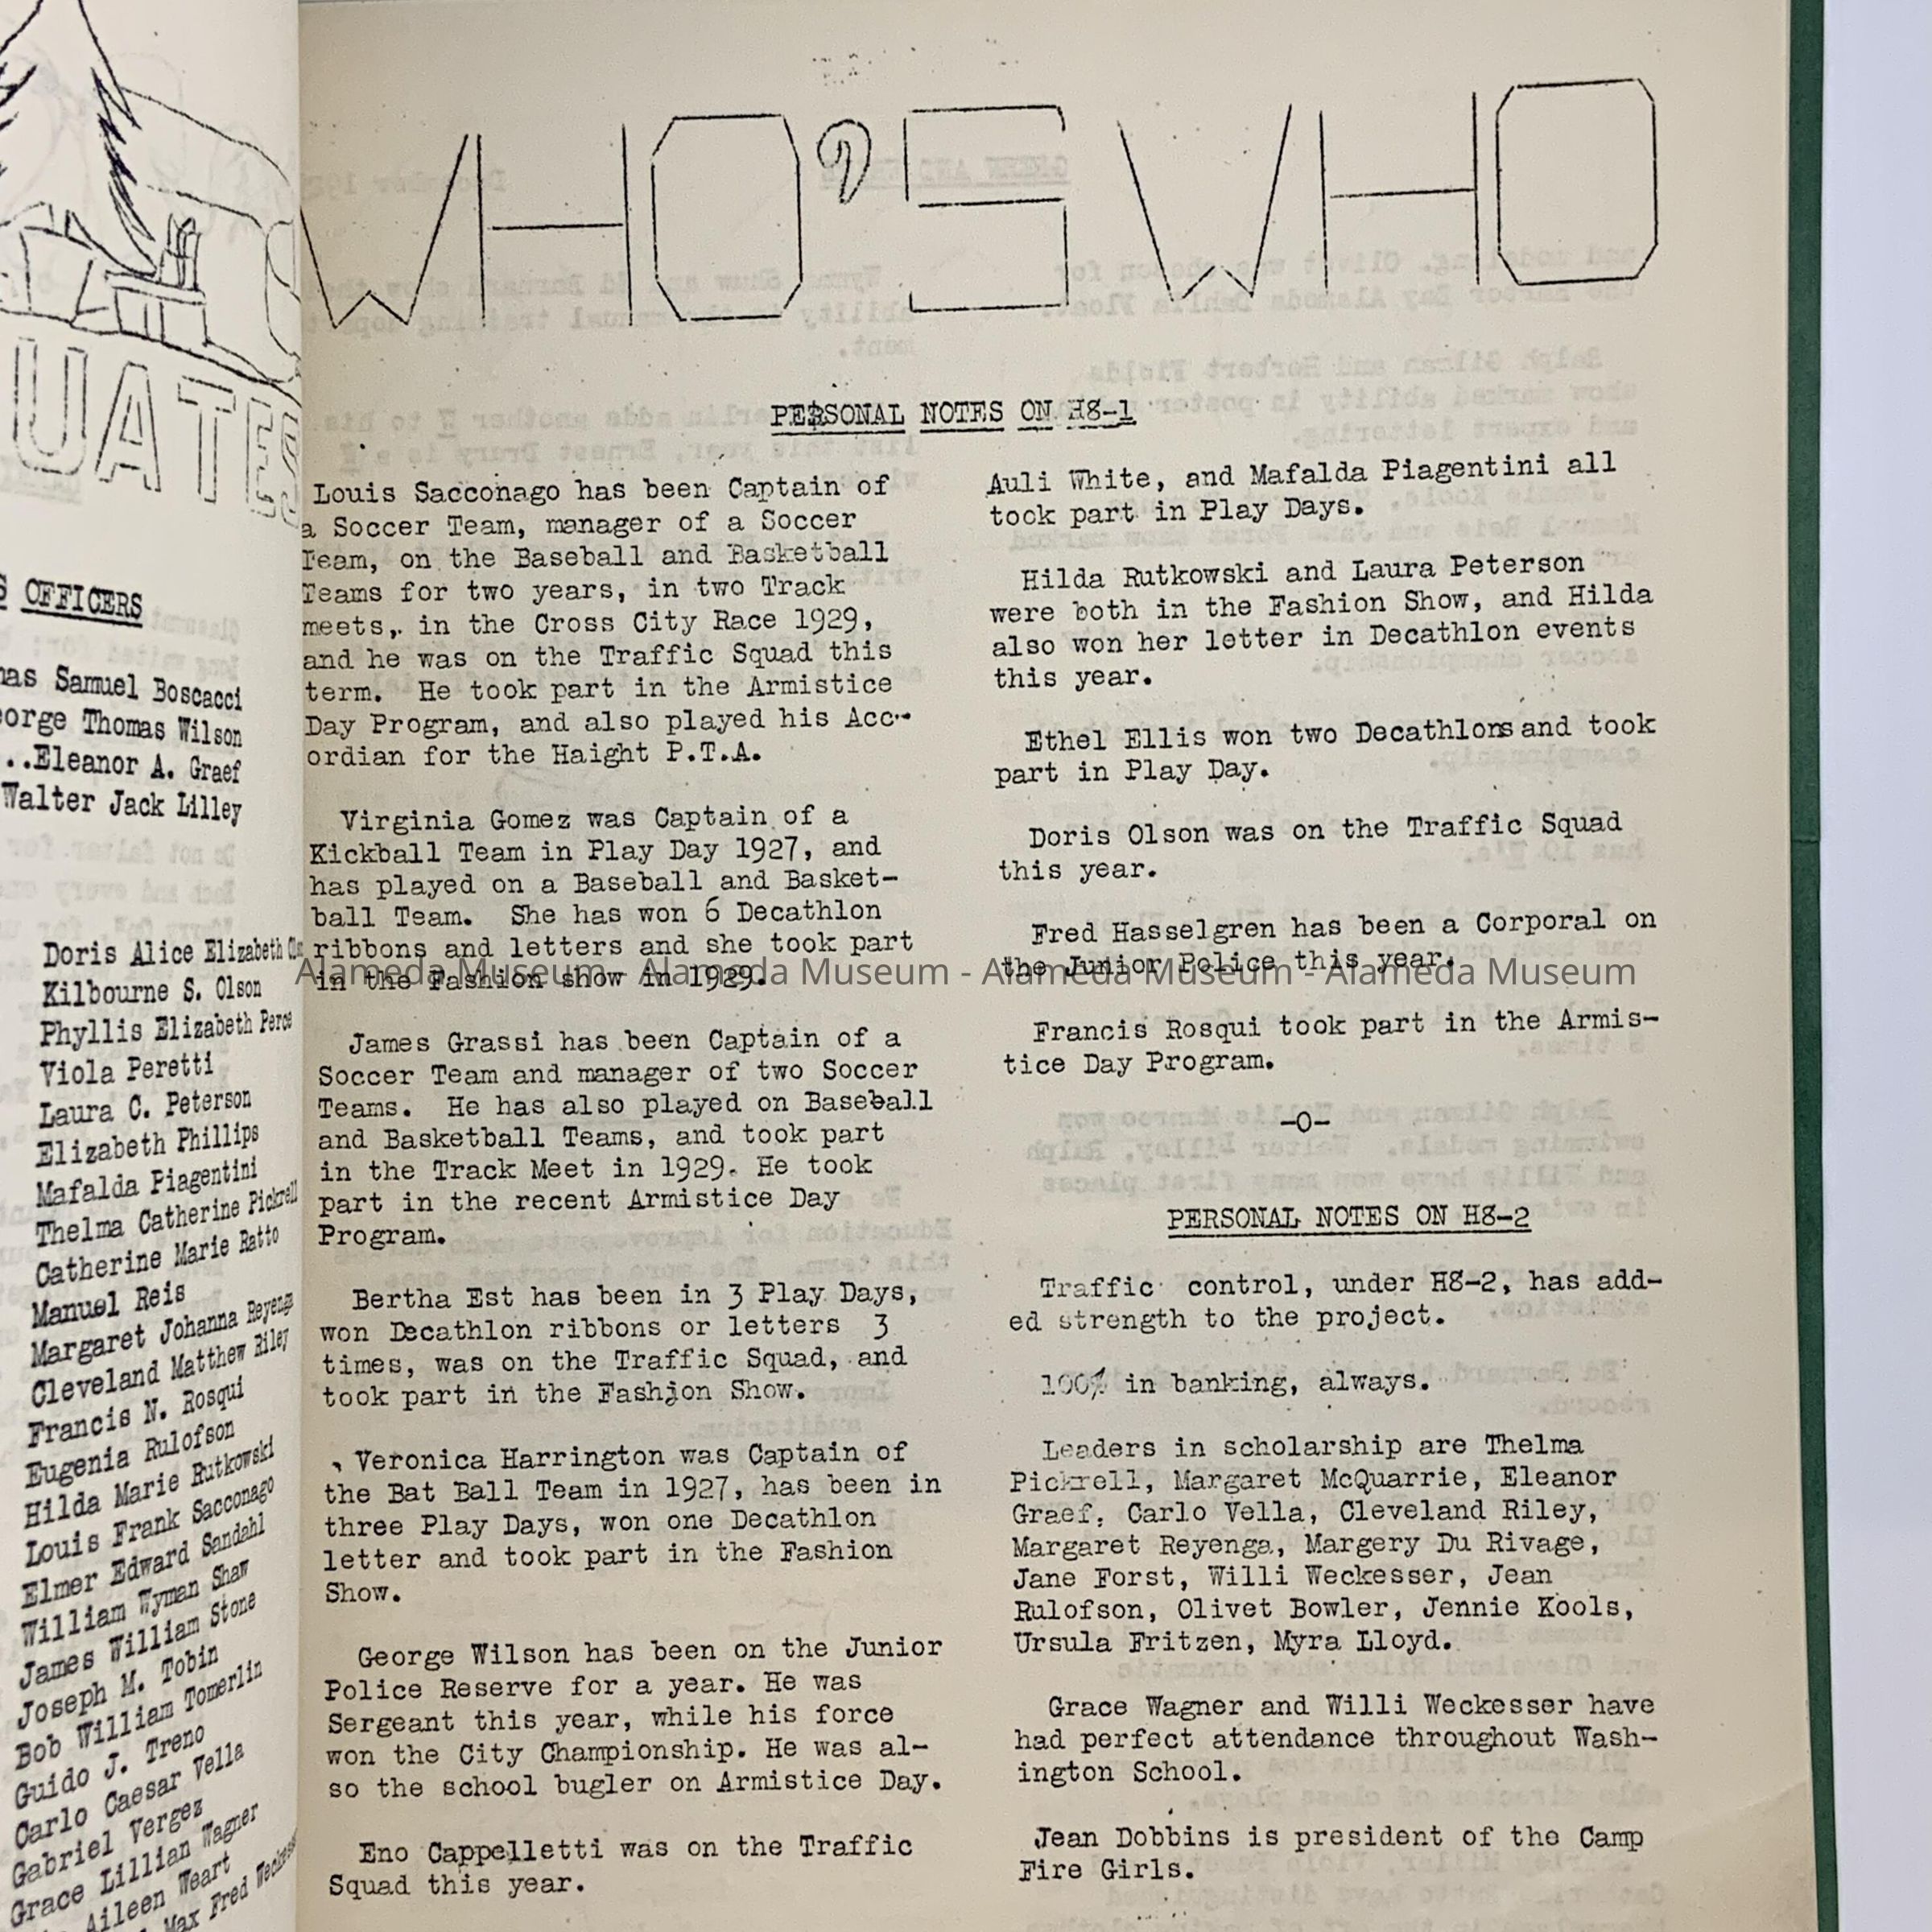 UATES
OFFICERS
Samuel Boscacci
George Thomas Wilson
..Eleanor A. Graef
Walter Jack Lilley
Doris Alice Elizabeth
Kilbourne S. Olson
Phyllis Elizabeth
Viola Peretti
Laura C. Peterson
Elizabeth Phillips
Mafalda Piagentini
Thelma Catherine Pickrell
Catherine Marie Ratto
Manuel Reis
Margaret Johanna Reyenga
Cleveland Matthew Riley
Francis N. Rosqui
Eugenia Rulofson
Hilda Marie Rutkowski
Louis Frank Sacconago
Elmer Edward Sandahl
William Wyman Shaw
James William Stone
Joseph M. Tobin
Bob William Tomerlin
Guido J. Treno
Carlo Caesar Vella
Gabriel Vergez
Grace Lillian Wagner
Aileen Weart
Max Fred
WHO'S WHO
PERSONAL NOTES ON H8-1
Louis Sacconago has been Captain of
a Soccer Team, manager of a Soccer
Team, on the Baseball and Basketball
Teams for two years, in two Track
meets, in the Cross City Race 1929,
and he was on the Traffic Squad this
term. He took part in the Armistice
Day Program, and also played his Acc-
ordian for the Haight P.T.A.
Virginia Gomez was Captain of a
Kickball Team in Play Day 1927, and
has played on a Baseball and Basket-
ball Team. She has won 6 Decathlon
ribbons and letters and she took part
in the Fashion show in 1929.
James Grassi has been Captain of a
Soccer Team and manager of two Soccer
Teams. He has also played on Baseball
and Basketball Teams, and took part
in the Track Meet in 1929. He took
part in the recent Armistice Day
Program.
Bertha Est has been in 3 Play Days,
won Decathlon ribbons or letters 3
times, was on the Traffic Squad, and
took part in the Fashion Show.
Veronica Harrington was Captain of
the Bat Ball Team in 1927, has been in
three Play Days, won one Decathlon
letter and took part in the Fashion
Show.
George Wilson has been on the Junior
Police Reserve for a year. He was
Sergeant this year, while his force
won the City Championship. He was al-
so the school bugler on Armistice Day.
Eno Cappelletti was on the Traffic
Squad this year.
Auli White, and Mafalda Piagentini all
took part in Play Days.
Hilda Rutkowski and Laura Peterson
were both in the Fashion Show, and Hilda
also won her letter in Decathlon events
this year.
Ethel Ellis won two Decathlons and took
part in Play Day.
Doris Olson was on the Traffic Squad
this year.
Fred Hasselgren has been a Corporal on
the Junior Police this year.
Francis Rosqui took part in the Armis-
tice Day Program.
-0-
PERSONAL NOTES ON H8-2
Traffic control, under H8-2, has add-
ed strength to the project.
100% in banking, always.
Leaders in scholarship are Thelma
Pickrell, Margaret McQuarrie, Eleanor
Graef, Carlo Vella, Cleveland Riley,
Margaret Reyenga, Margery Du Rivage,
Jane Forst, Willi Weckesser, Jean
Rulofson, Olivet Bowler, Jennie Kools,
Ursula Fritzen, Myra Lloyd.
Grace Wagner and Willi Weckesser have
had perfect attendance throughout Wash-
ington School.
Jean Dobbins is president of the Camp
Fire Girls.
Alameda Museum - Alameda Museum - Alameda Museum - Alameda Museum